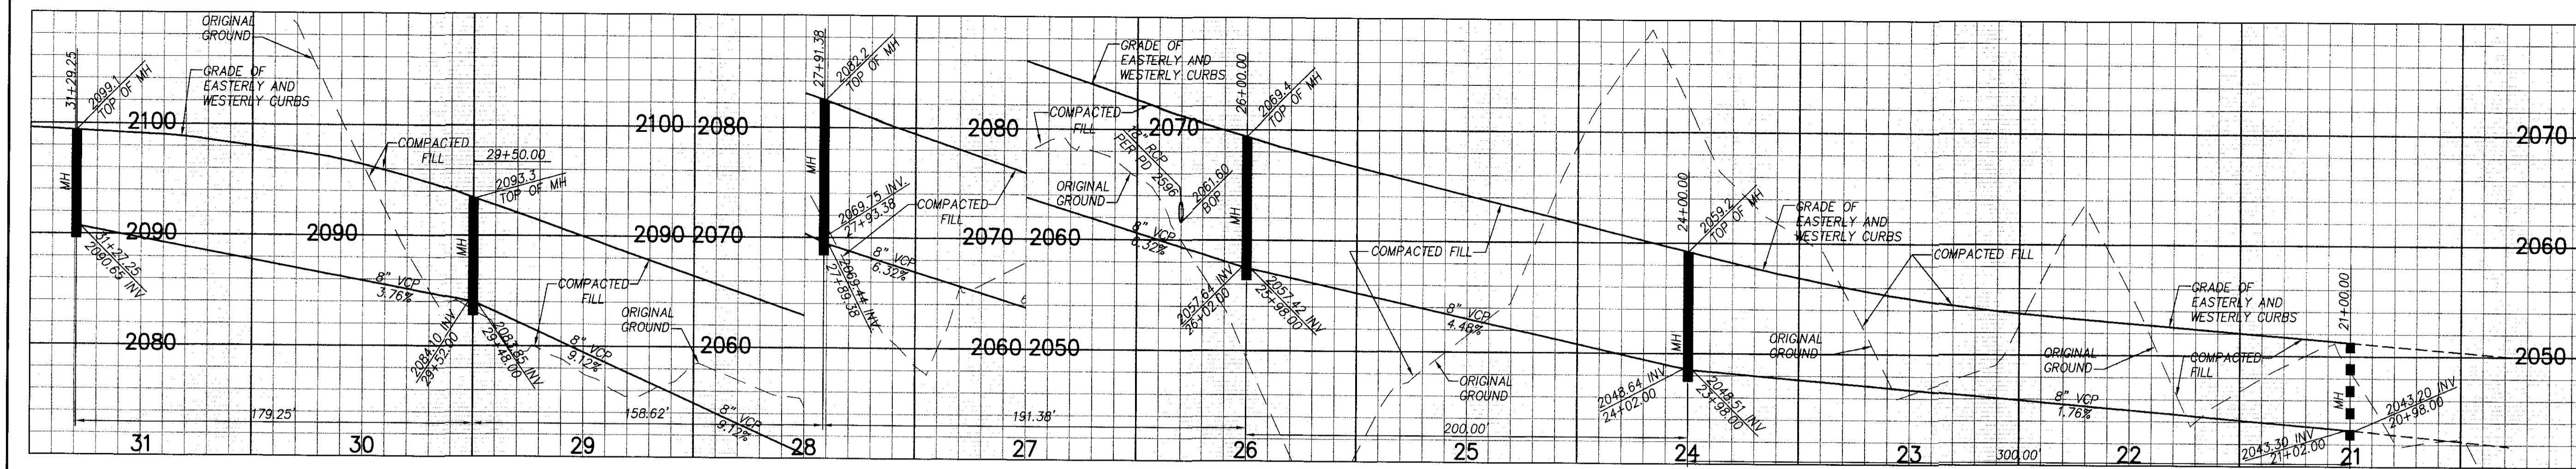 ORIGINAL
GROUND
31+29.25
2099.1
TOP OF MH
GRADE OF
EASTERLY AND
WESTERLY CURBS
2100
MH
COMPACTED
FILL
29+50.00
2093.3
TOP OF MH
2090
2090
31+27.25
2090.65 INV
8" VCP
3.76%
MH
2080
2084.10 INV
29+52.00
2083.85 INV
29+48.00
COMPACTED
FILL
ORIGINAL
GROUND
8" VCP
9.12%
8" VCP
9.12%
179.25'
158.62'
31
30
29
28
2100 2080
2090 2070
2060
27+91.38
2082.2
TOP OF MH
MH
2069.75 INV.
27+93.38
2069.44 INV.
27+89.38
COMPACTED
FILL
8" VCP
6.32%
191.38'
27
2080
2070
2070 2060
2060 2050
GRADE OF
EASTERLY AND
WESTERLY CURBS
COMPACTED
FILL
RCP
PER PD 2596
ORIGINAL
GROUND
2061.60
BOP
26+00.00
2069.4
TOP OF MH
MH
8" VCP
6.32%
2057.64 INV
26+02.00
2057.42 INV
25+98.00
26
200.00'
COMPACTED FILL
8" VCP
4.48%
ORIGINAL
GROUND
25
24+00.00
2059.2
TOP OF MH
MH
2048.64 INV
24+02.00
2048.51 INV
23+98.00
24
GRADE OF
EASTERLY AND
WESTERLY CURBS
COMPACTED FILL
ORIGINAL
GROUND
23
300.00'
22
ORIGINAL
GROUND
8" VCP
1.76%
GRADE OF
EASTERLY AND
WESTERLY CURBS
COMPACTED
FILL
21+00.00
MH
2043.30 INV
21+02.00
2043.20 INV
20+98.00
21
2070
2060
2050